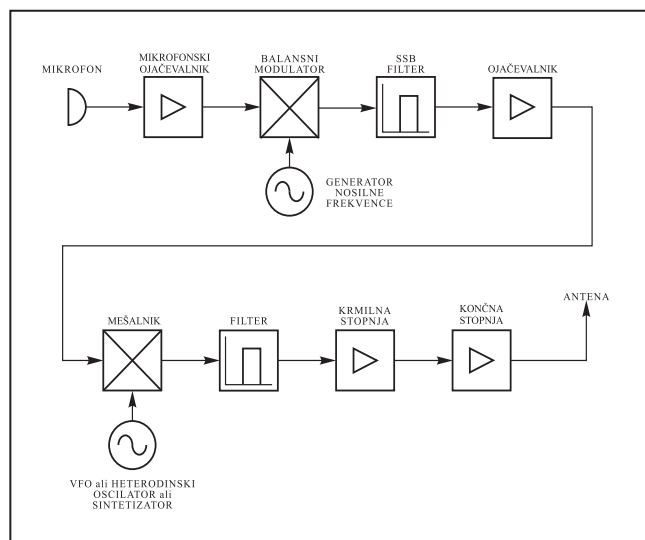 MIKROFON
MIKROFONSKI
OJAČEVALNIK
BALANSNI
MODULATOR
SSB
FILTER
OJAČEVALNIK
GENERATOR
NOSILNE
FREKVENCE
MEŠALNIK
FILTER
KRMILNA
STOPNJA
KONČNA
STOPNJA
ANTENA
VFO ali HETERODINSKI
OSCILATOR ali
SINTETIZATOR